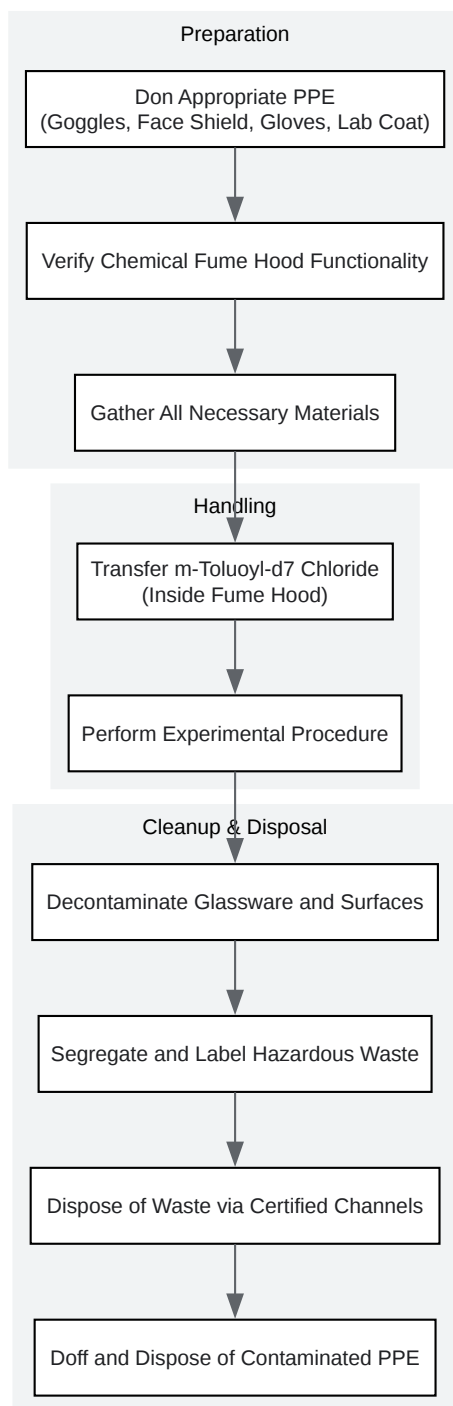 Preparation
Don Appropriate PPE
(Goggles, Face Shield, Gloves, Lab Coat)
Verify Chemical Fume Hood Functionality
Gather All Necessary Materials
Handling
Transfer m-Toluoyl-d7 Chloride
(Inside Fume Hood)
Perform Experimental Procedure
Cleanup & Disposal
Decontaminate Glassware and Surfaces
Segregate and Label Hazardous Waste
Dispose of Waste via Certified Channels
Doff and Dispose of Contaminated PPE